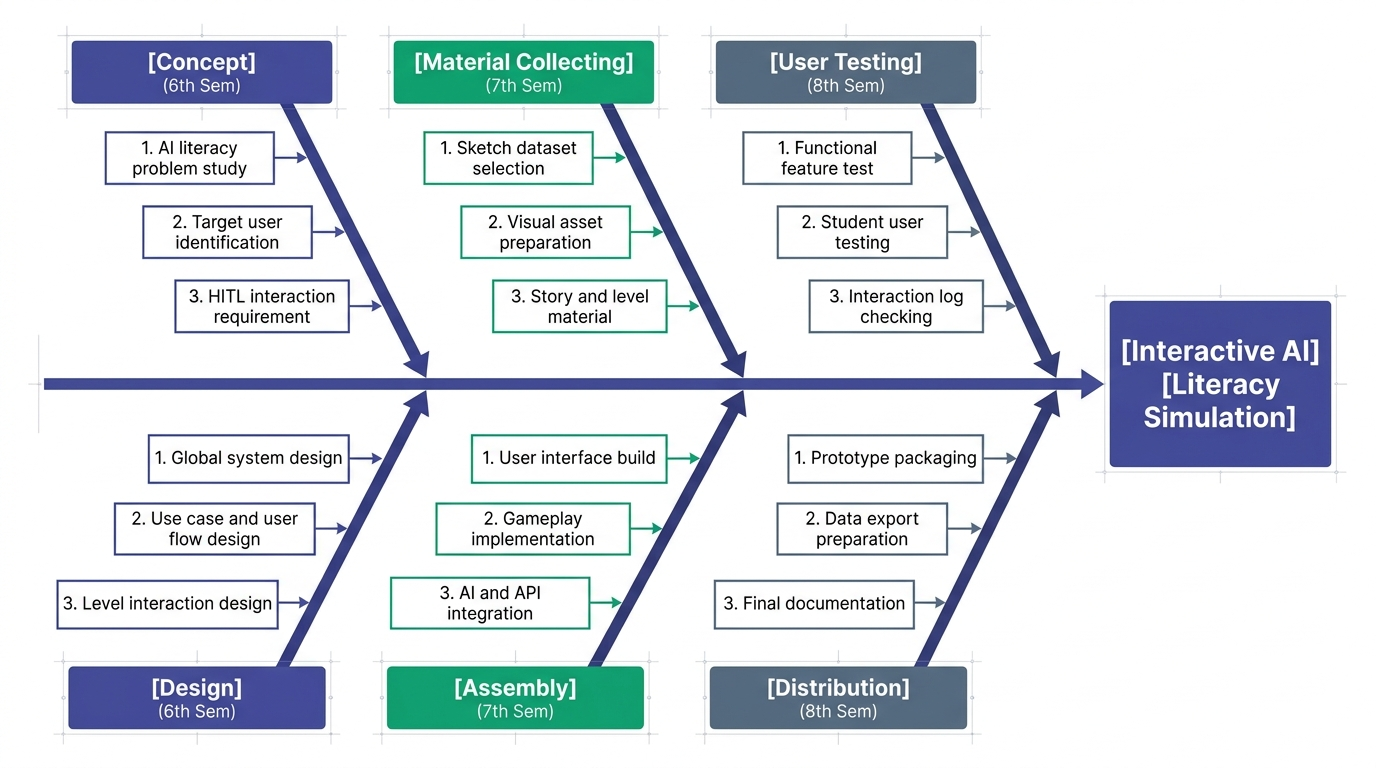 [Concept]
(6th Sem)
1. AI literacy
problem study
2. Target user
identification
3. HITL interaction
requirement
[Material Collecting]
(7th Sem)
1. Sketch dataset
selection
2. Visual asset
preparation
3. Story and level
material
[User Testing]
(8th Sem)
1. Functional
feature test
2. Student user
testing
3. Interaction log
checking
[Interactive AI]
[Literacy
Simulation]
1. Global system design
2. Use case and user
flow design
3. Level interaction design
[Design]
(6th Sem)
1. User interface build
2. Gameplay
implementation
3. AI and API
integration
[Assembly]
(7th Sem)
1. Prototype packaging
2. Data export
preparation
3. Final documentation
[Distribution]
(8th Sem)